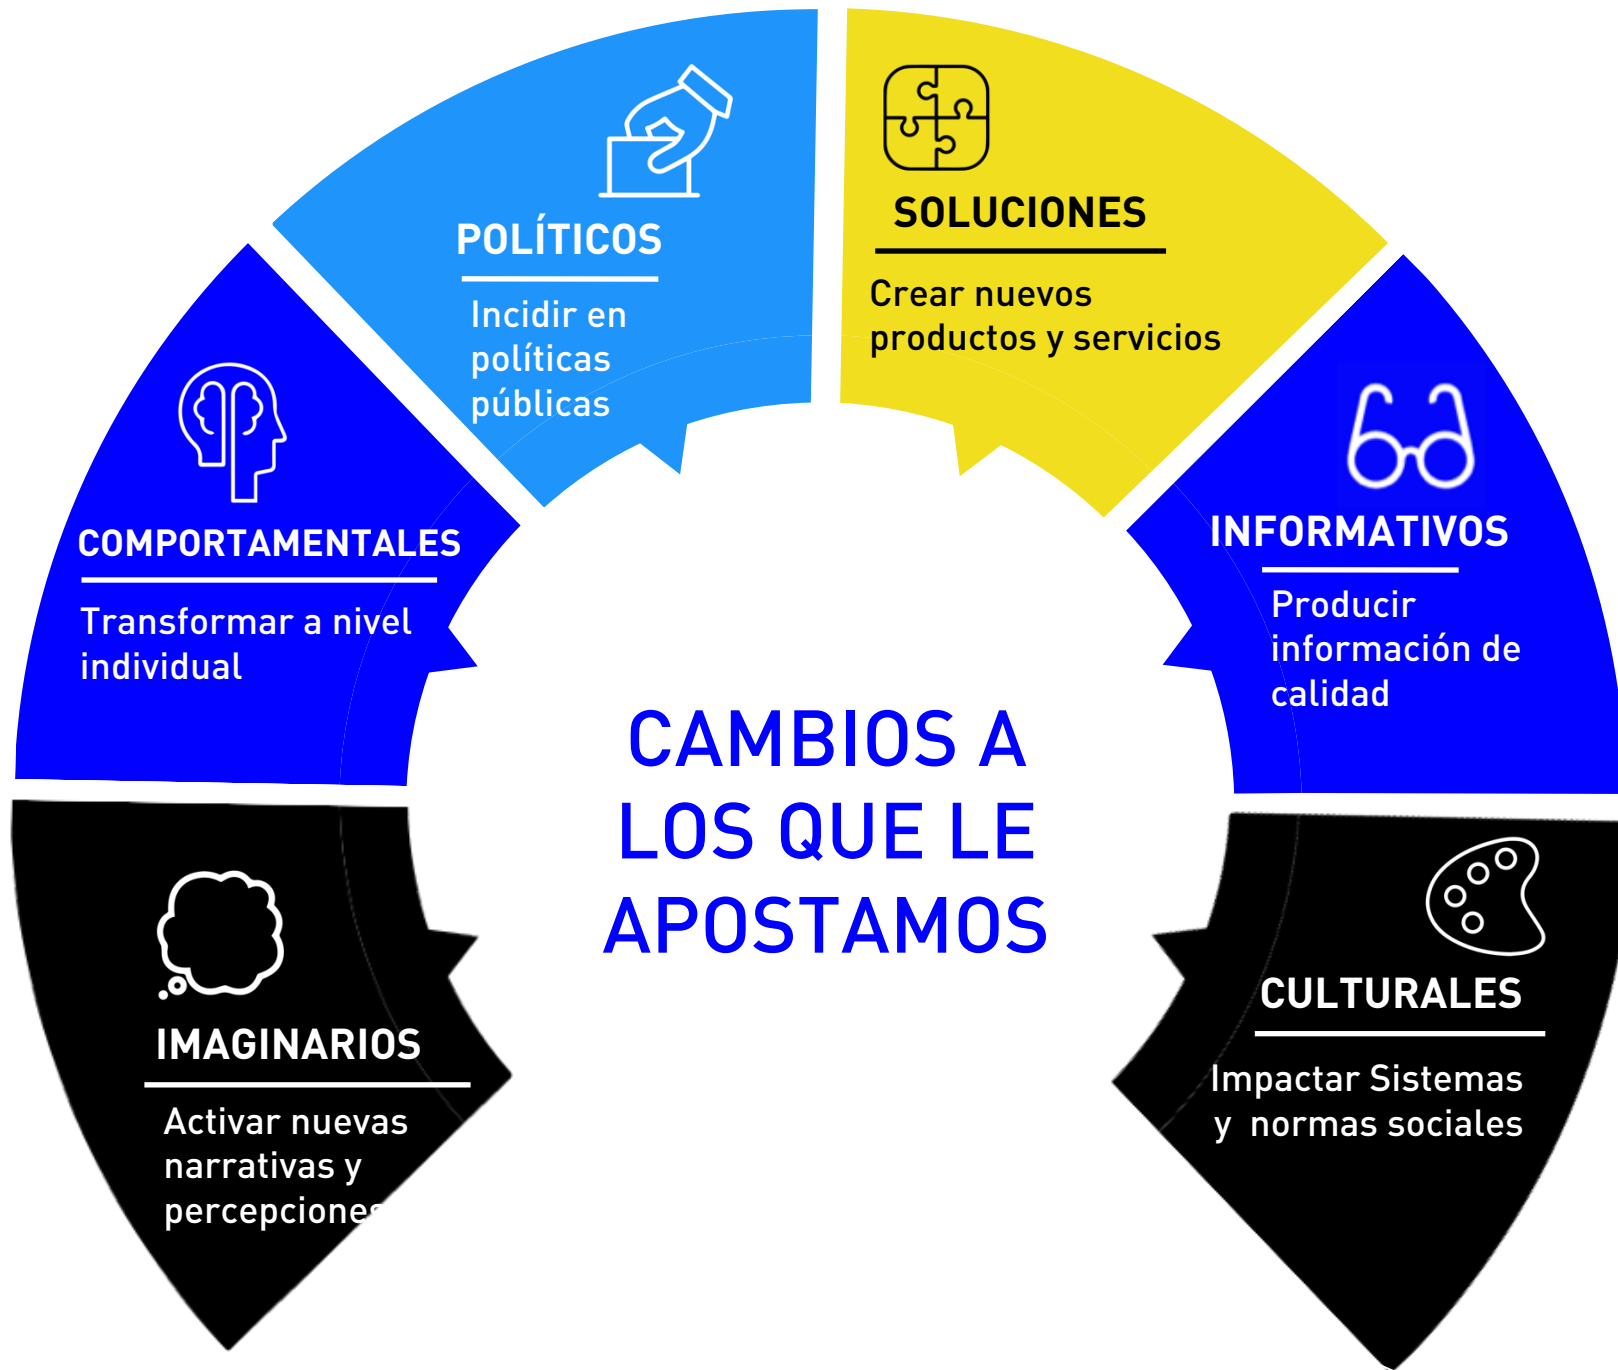 POLÍTICOS
Incidir en
políticas
públicas
SOLUCIONES
Crear nuevos
productos y servicios
COMPORTAMENTALES
Transformar a nivel
individual
INFORMATIVOS
Producir
información de
calidad
CAMBIOS A
LOS QUE LE
APOSTAMOS
IMAGINARIOS
Activar nuevas
narrativas y
percepciones
CULTURALES
Impactar Sistemas
y normas sociales